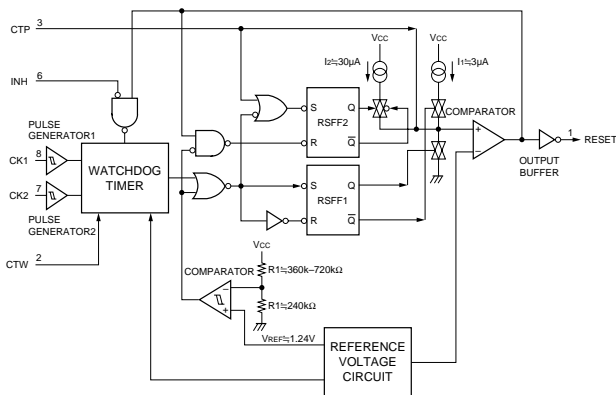 CTP 3
INH 6
PULSE
GENERATOR1
CK1 8
CK2 7
PULSE
GENERATOR2
CTW 2
WATCHDOG
TIMER
S Q
RSFF2
R Q
S Q
RSFF1
R Q
VCC
I2≒30μA
VCC
I1≒3μA
COMPARATOR
+
−
OUTPUT
BUFFER
1 RESET
COMPARATOR
VCC
R1≒360k–720kΩ
R1≒240kΩ
−
+
VREF≒1.24V
REFERENCE
VOLTAGE
CIRCUIT